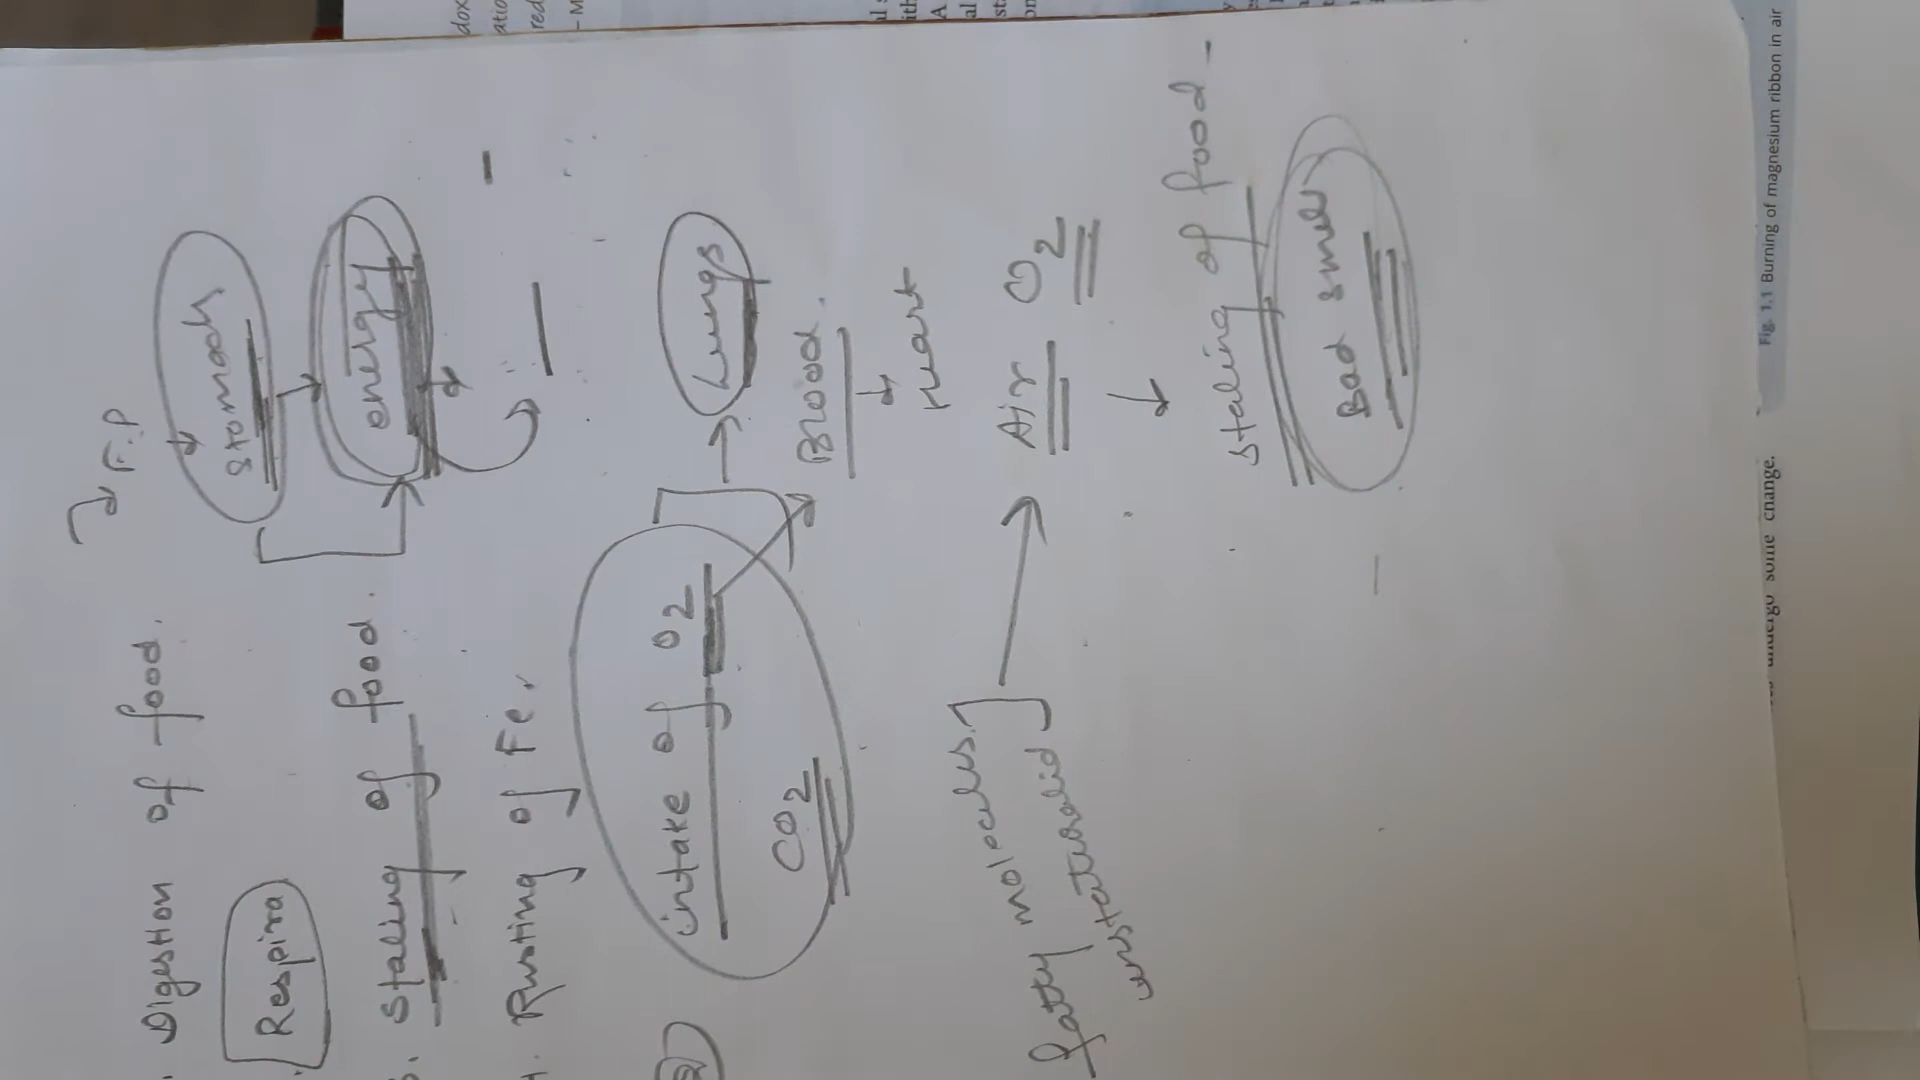 Digestion of food. → F.P
Respira
stomach
Staling of food.
energy
4. Rusting of Fe.
intake of O2 → Lungs
CO2
Blood.
↓
Heart
fatty molecules
→ Air CO2
↓
staling of food -
Bad smell
Fig. 1.1 Burning of magnesium ribbon in air
undergo some change.